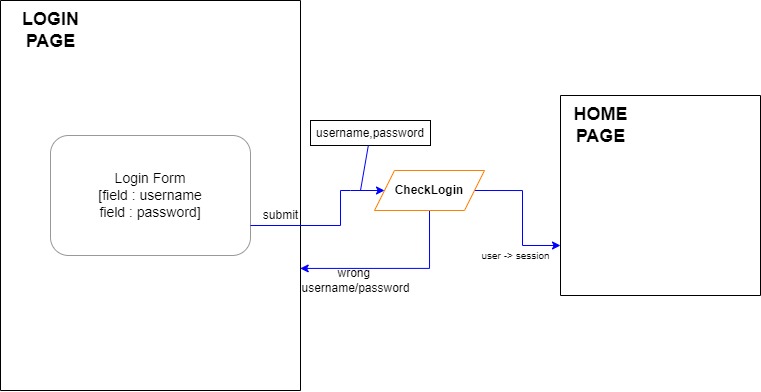 LOGIN
PAGE
Login Form
[field : username
field : password]
submit
username,password
CheckLogin
wrong
username/password
user -> session
HOME
PAGE